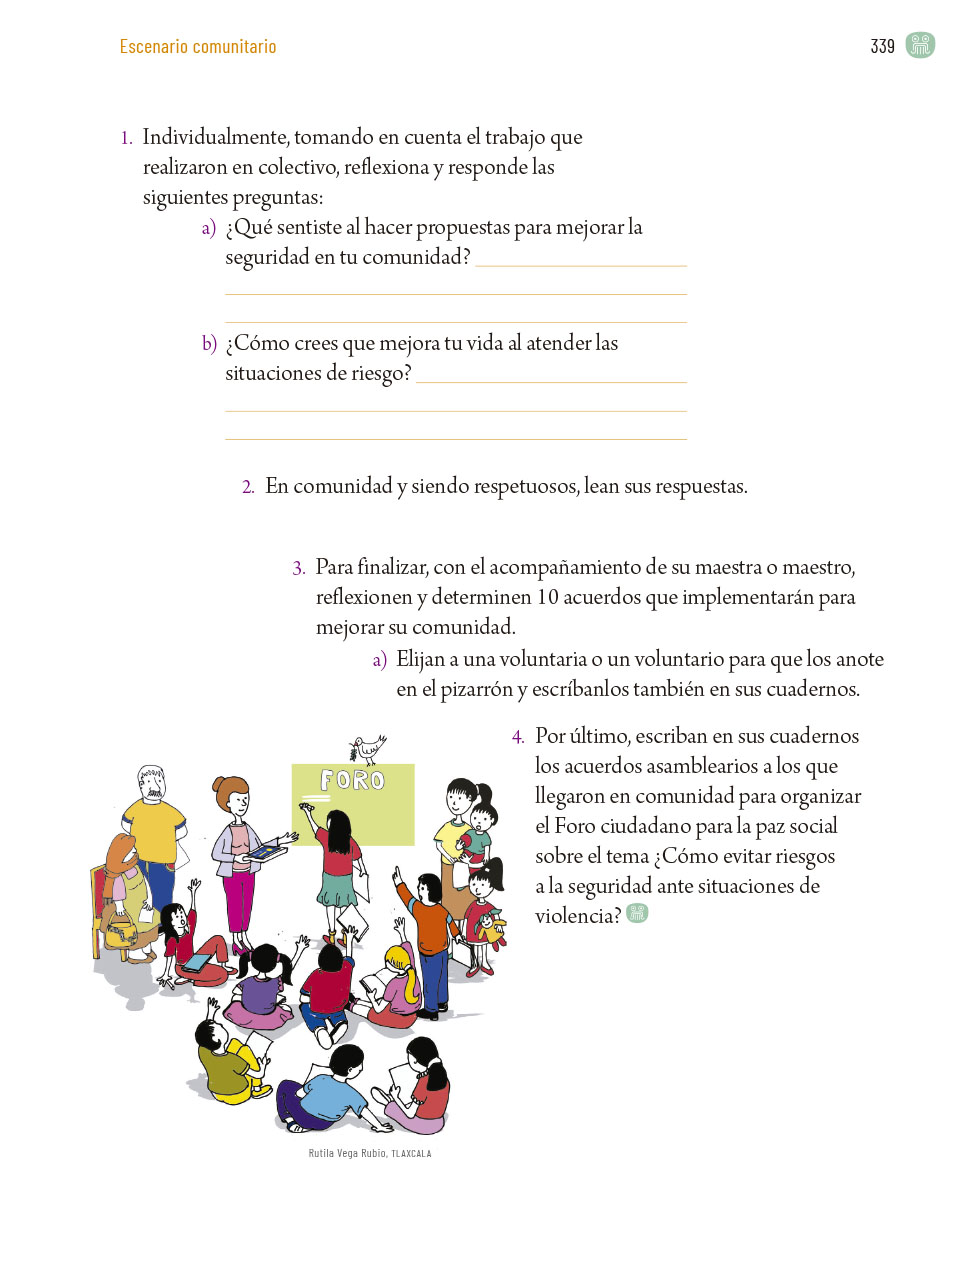 Escenario comunitario
339
1. Individualmente, tomando en cuenta el trabajo que
realizaron en colectivo, reflexiona y responde las
siguientes preguntas:
a) ¿Qué sentiste al hacer propuestas para mejorar la
seguridad en tu comunidad?
b) ¿Cómo crees que mejora tu vida al atender las
situaciones de riesgo?
2. En comunidad y siendo respetuosos, lean sus respuestas.
3. Para finalizar, con el acompañamiento de su maestra o maestro,
reflexionen y determinen 10 acuerdos que implementarán para
mejorar su comunidad.
a) Elijan a una voluntaria o un voluntario para que los anote
en el pizarrón y escríbanlos también en sus cuadernos.
4. Por último, escriban en sus cuadernos
los acuerdos asamblearios a los que
llegaron en comunidad para organizar
el Foro ciudadano para la paz social
sobre el tema ¿Cómo evitar riesgos
a la seguridad ante situaciones de
violencia?
FORO
Rutila Vega Rubio, TLAXCALA